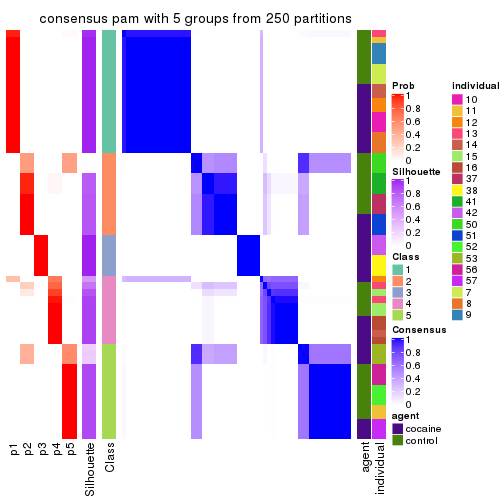 consensus pam with 5 groups from 250 partitions
Prob
1
0.8
0.6
0.4
0.2
0
Silhouette
1
0.8
0.6
0.4
0.2
0
Class
1
2
3
4
5
Consensus
1
0.8
0.6
0.4
0.2
0
agent
cocaine
control
individual
10
11
12
13
14
15
16
37
38
41
42
50
51
52
53
56
57
7
8
9
p1
p2
p3
p4
p5
Silhouette
Class
agent
individual